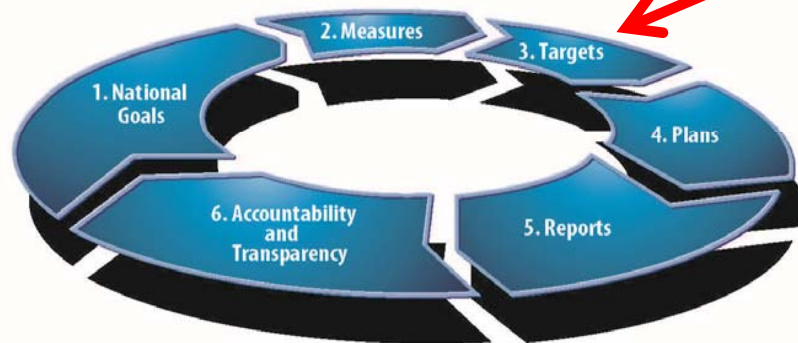 1. National
Goals
2. Measures
3. Targets
4. Plans
5. Reports
6. Accountability
and
Transparency